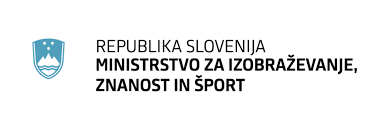 REPUBLIKA SLOVENIJA
MINISTRSTVO ZA IZOBRAŽEVANJE,
ZNANOST IN ŠPORT